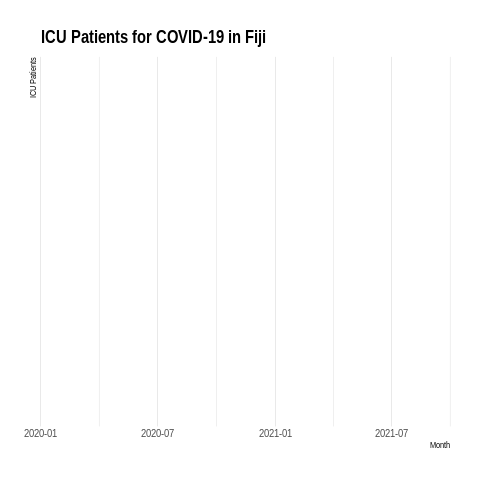 ICU Patients for COVID-19 in Fiji
ICU Patients
2020-01
2020-07
2021-01
2021-07
Month